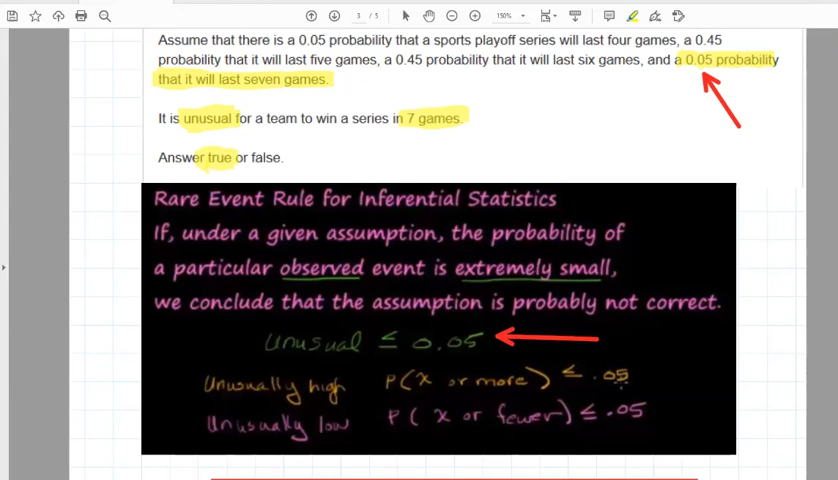 3 / 5
150%
Assume that there is a 0.05 probability that a sports playoff series will last four games, a 0.45
probability that it will last five games, a 0.45 probability that it will last six games, and a 0.05 probability
that it will last seven games.
It is unusual for a team to win a series in 7 games.
Answer true or false.
Rare Event Rule for Inferential Statistics
If, under a given assumption, the probability of
a particular observed event is extremely small,
we conclude that the assumption is probably not correct.
Unusual ≤ 0.05
Unusually high P(x or more) ≤ .05
Unusually low P(x or fewer) ≤ .05